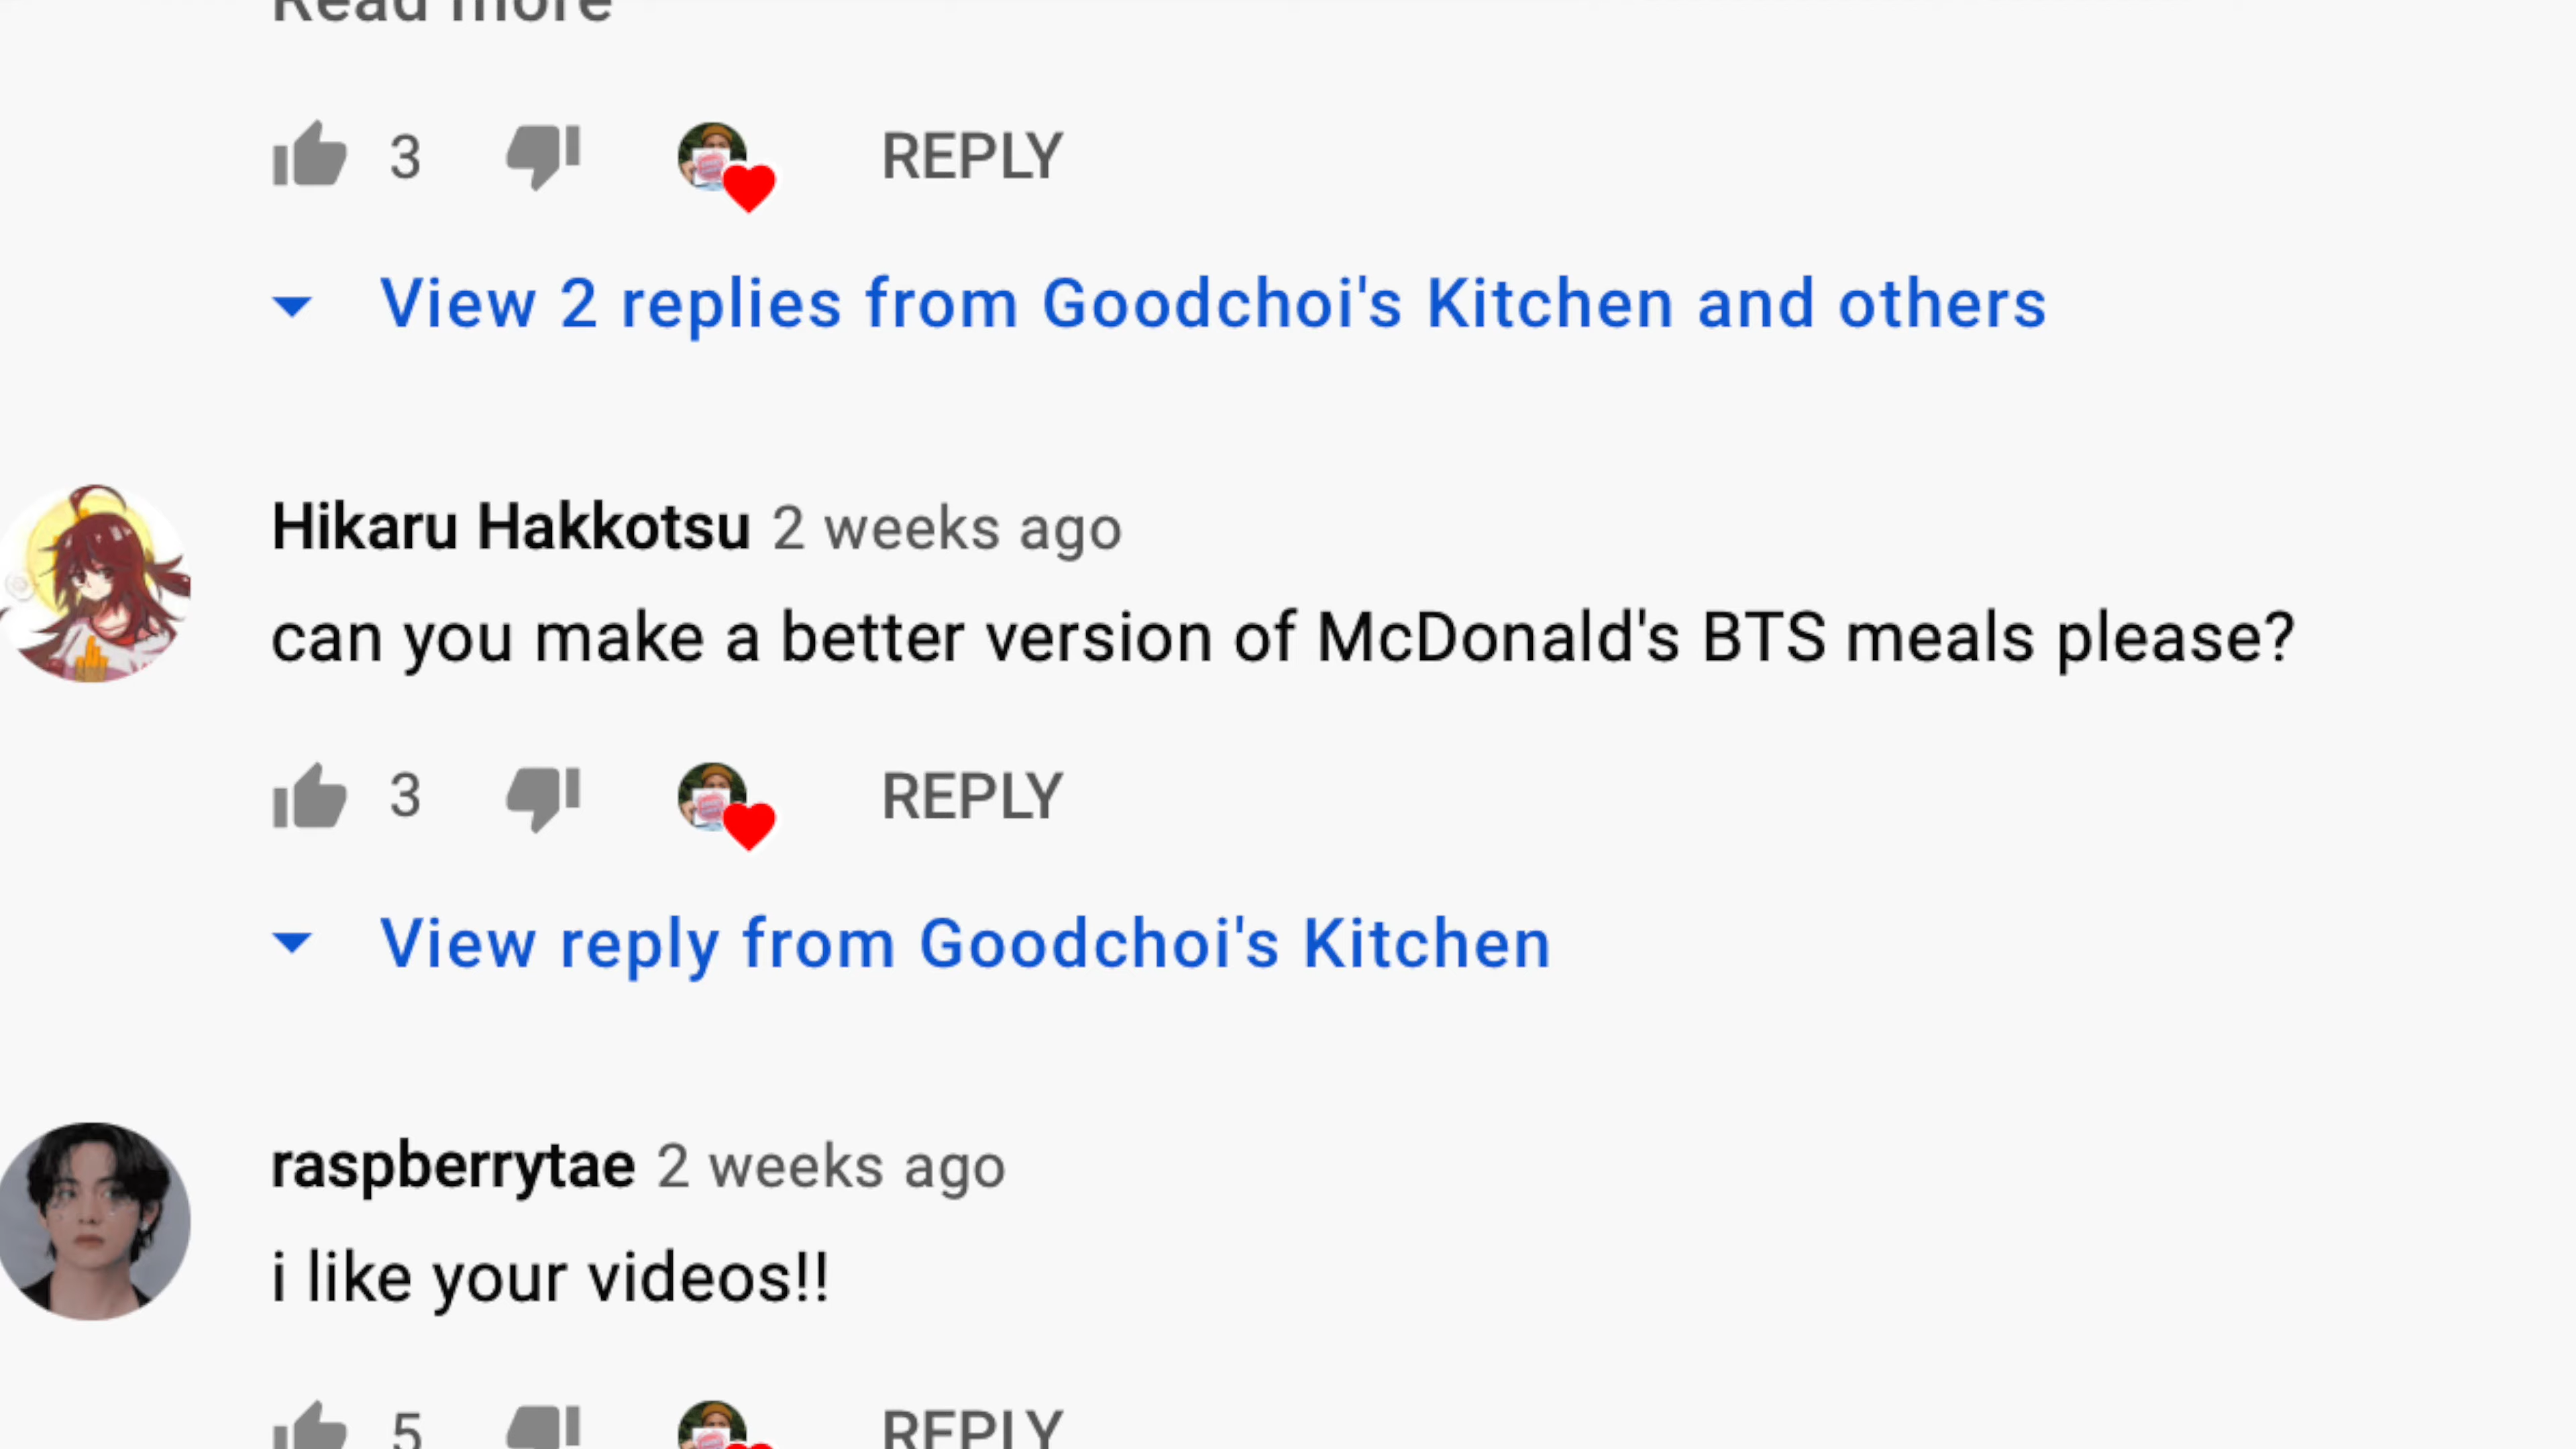 Read more
3 REPLY
View 2 replies from Goodchoi's Kitchen and others
Hikaru Hakkotsu 2 weeks ago
can you make a better version of McDonald's BTS meals please?
3 REPLY
View reply from Goodchoi's Kitchen
raspberrytae 2 weeks ago
i like your videos!!
5 REPLY